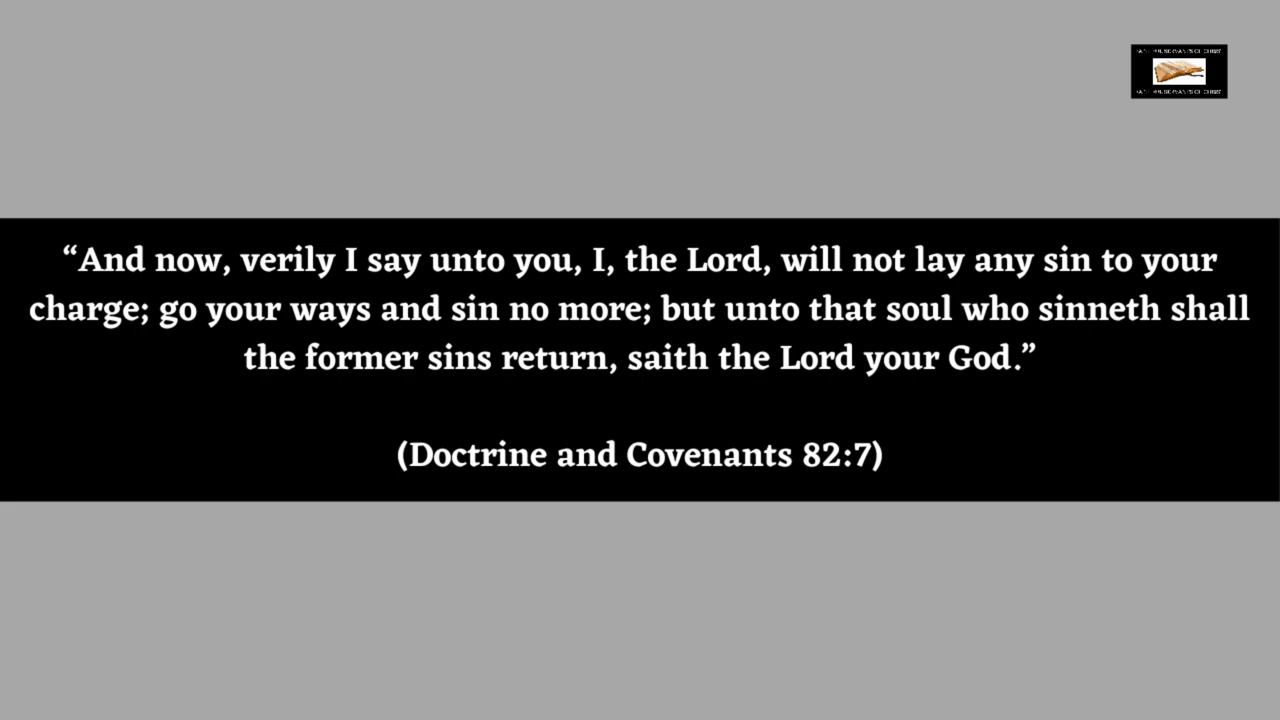 “And now, verily I say unto you, I, the Lord, will not lay any sin to your
charge; go your ways and sin no more; but unto that soul who sinneth shall
the former sins return, saith the Lord your God.”
(Doctrine and Covenants 82:7)